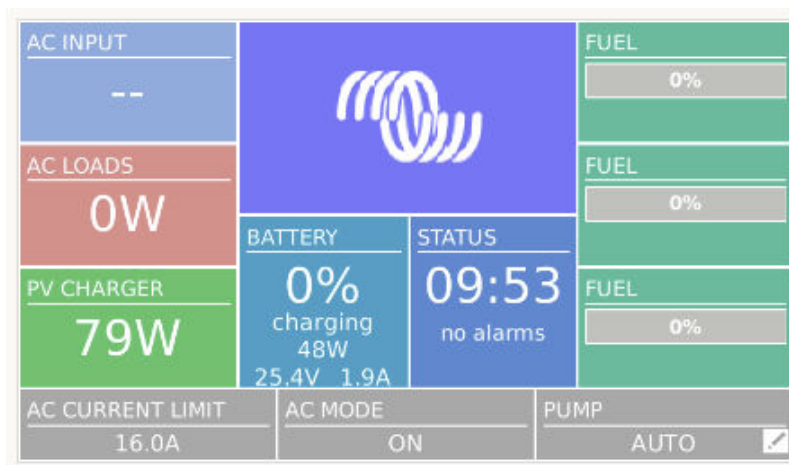 AC INPUT
--
AC LOADS
0W
PV CHARGER
79W
BATTERY
0%
charging
48W
25.4V 1.9A
STATUS
09:53
no alarms
FUEL
0%
FUEL
0%
FUEL
0%
AC CURRENT LIMIT
16.0A
AC MODE
ON
PUMP
AUTO